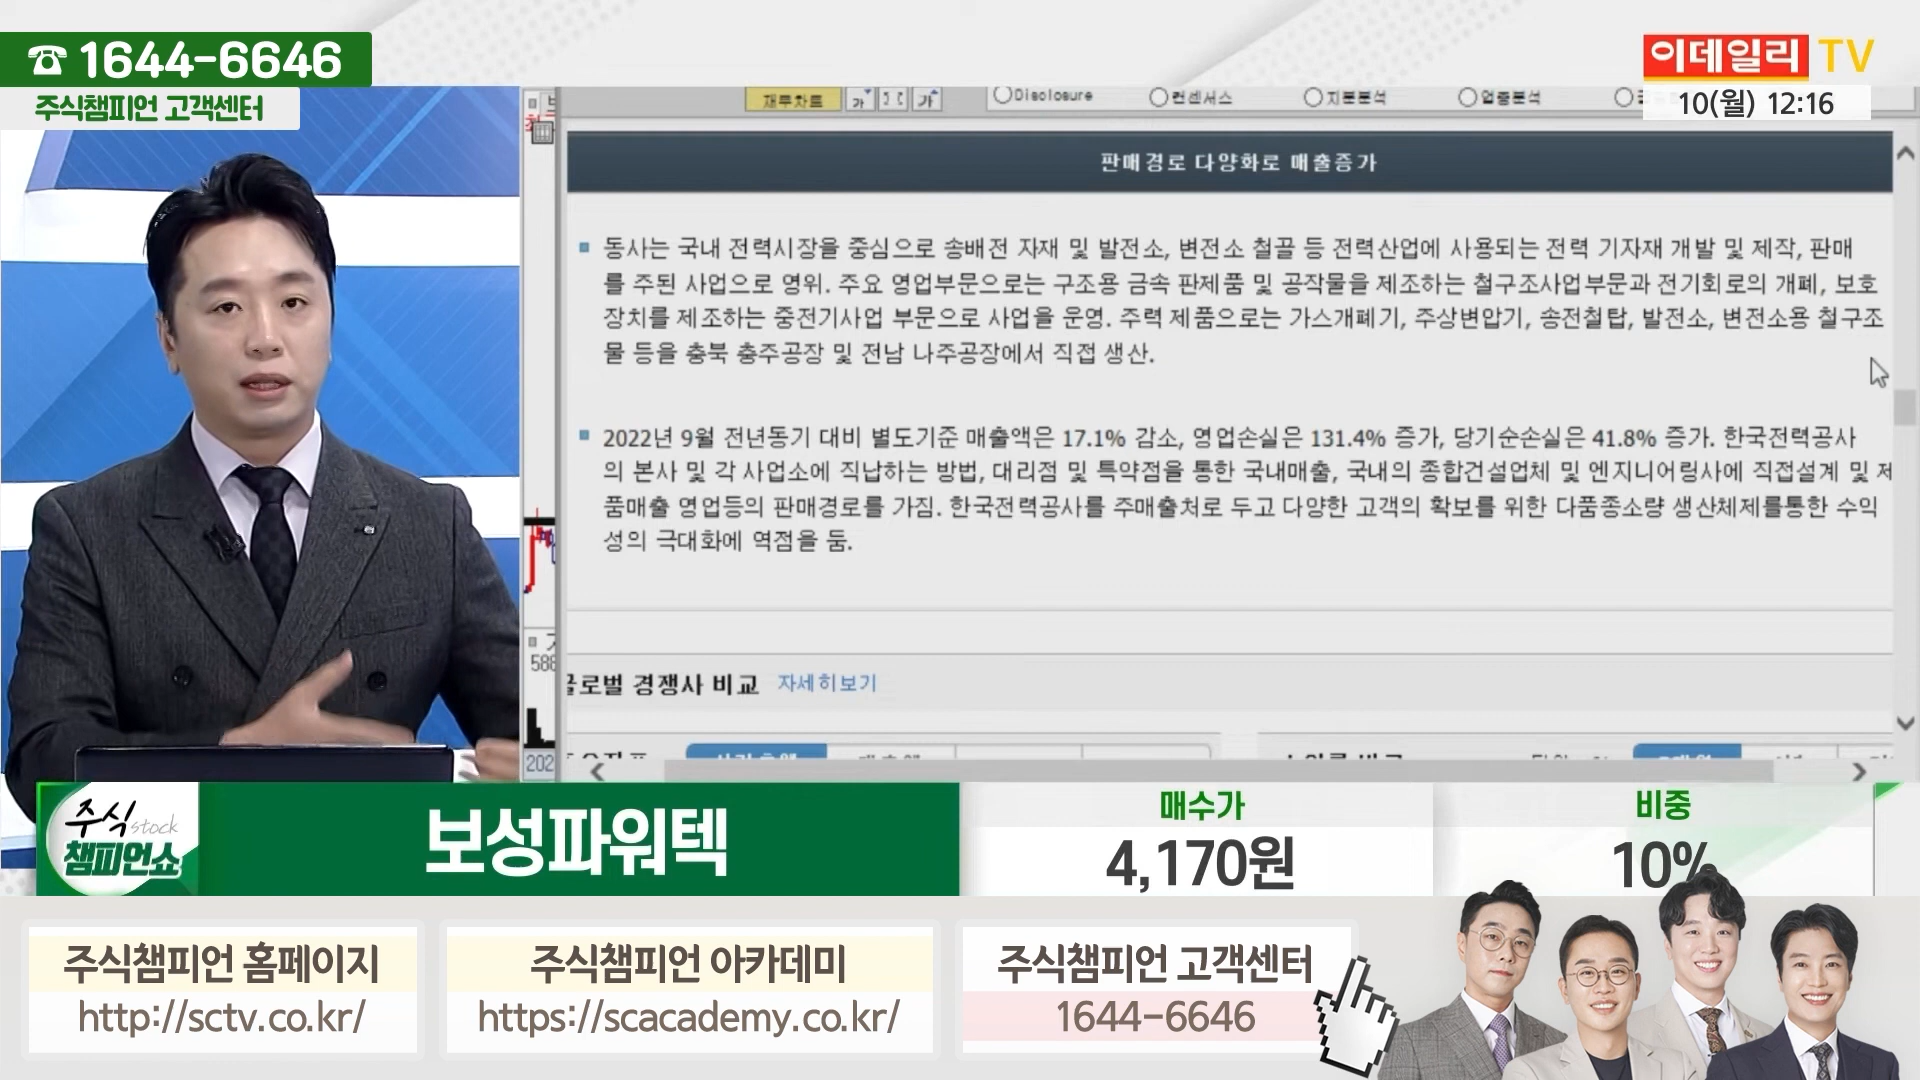 ☎ 1644-6646
주식챔피언 고객센터
이데일리 TV
10(월) 12:16
재무차트
가
가
Disclosure
컨센서스
지분분석
업종분석
판매경로 다양화로 매출증가
동사는 국내 전력시장을 중심으로 송배전 자재 및 발전소, 변전소 철골 등 전력산업에 사용되는 전력 기자재 개발 및 제작, 판매
를 주된 사업으로 영위. 주요 영업부문으로는 구조용 금속 판제품 및 공작물을 제조하는 철구조사업부문과 전기회로의 개폐, 보호
장치를 제조하는 중전기사업 부문으로 사업을 운영. 주력 제품으로는 가스개폐기, 주상변압기, 송전철탑, 발전소, 변전소용 철구조
물 등을 충북 충주공장 및 전남 나주공장에서 직접 생산.
2022년 9월 전년동기 대비 별도기준 매출액은 17.1% 감소, 영업손실은 131.4% 증가, 당기순손실은 41.8% 증가. 한국전력공사
의 본사 및 각 사업소에 직납하는 방법, 대리점 및 특약점을 통한 국내매출, 국내의 종합건설업체 및 엔지니어링사에 직접설계 및 제
품매출 영업등의 판매경로를 가짐. 한국전력공사를 주매출처로 두고 다양한 고객의 확보를 위한 다품종소량 생산체제를통한 수익
성의 극대화에 역점을 둠.
588
글로벌 경쟁사 비교 자세히보기
202
주식 stock
챔피언쇼
보성파워텍
매수가
4,170원
비중
10%
주식챔피언 홈페이지
http://sctv.co.kr/
주식챔피언 아카데미
https://scacademy.co.kr/
주식챔피언 고객센터
1644-6646